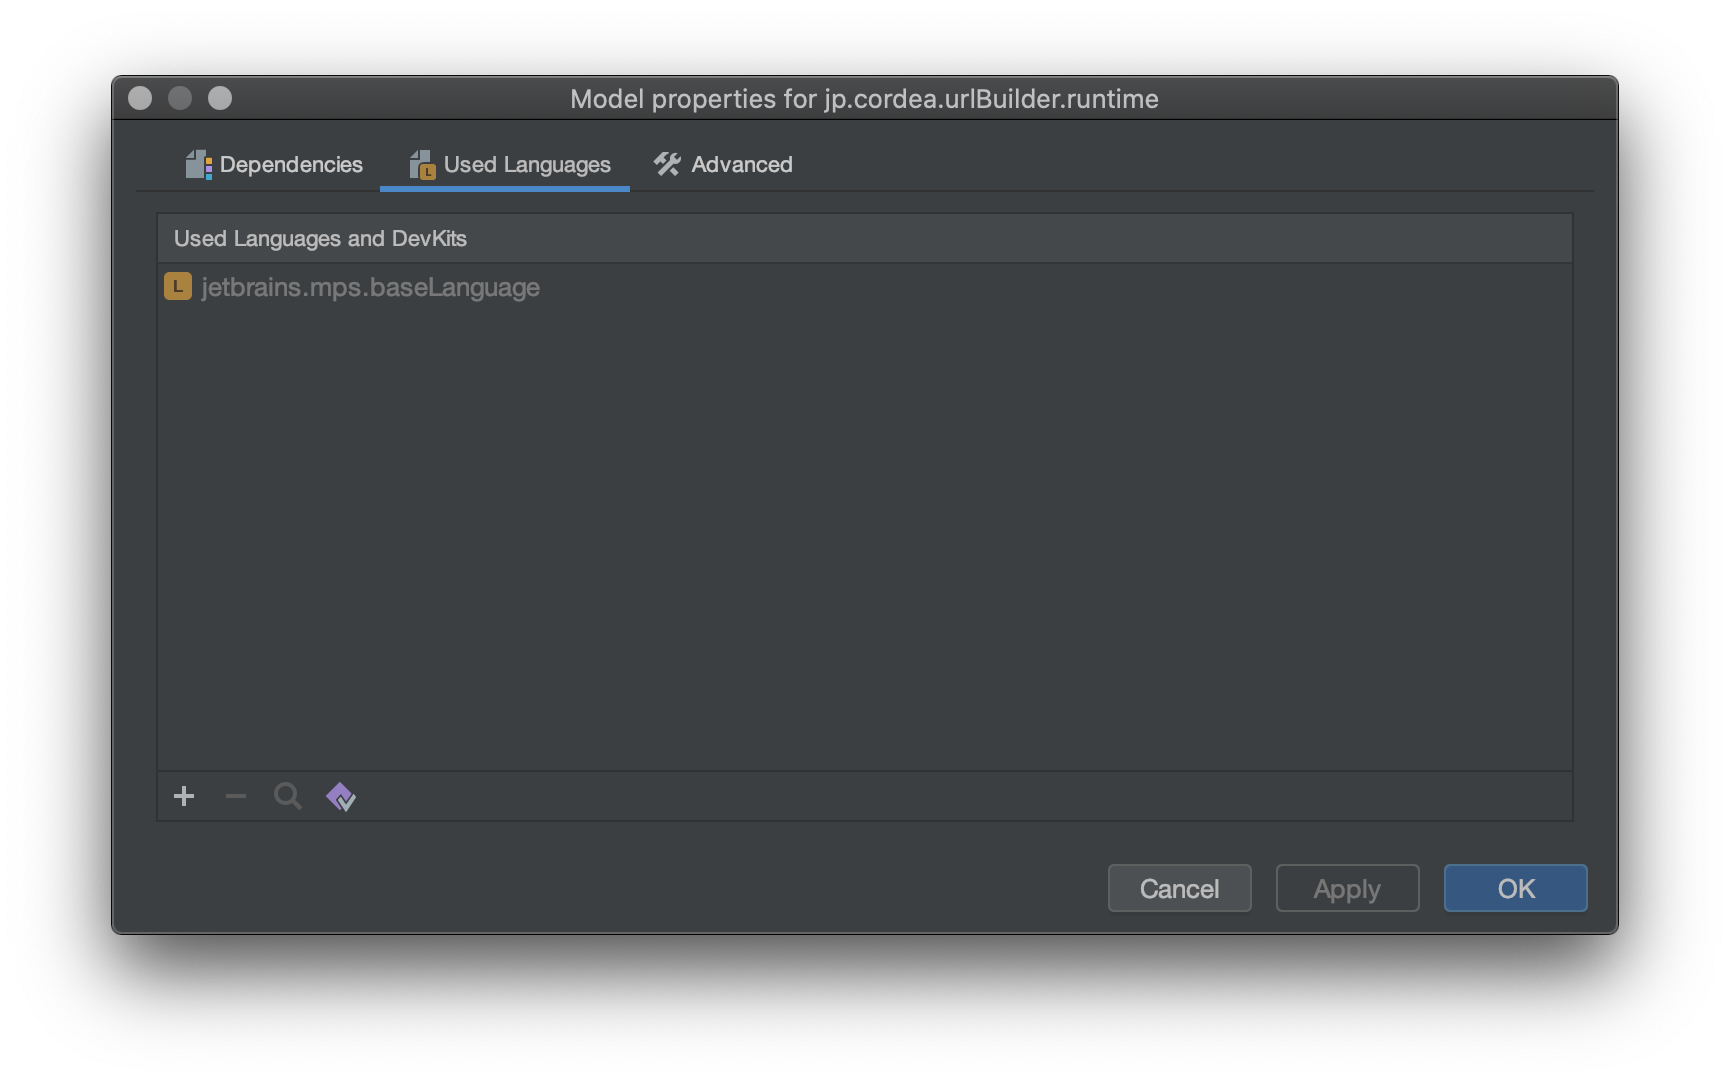 Model properties for jp.cordea.urlBuilder.runtime
Dependencies Used Languages Advanced
Used Languages and DevKits
L jetbrains.mps.baseLanguage
Cancel Apply OK